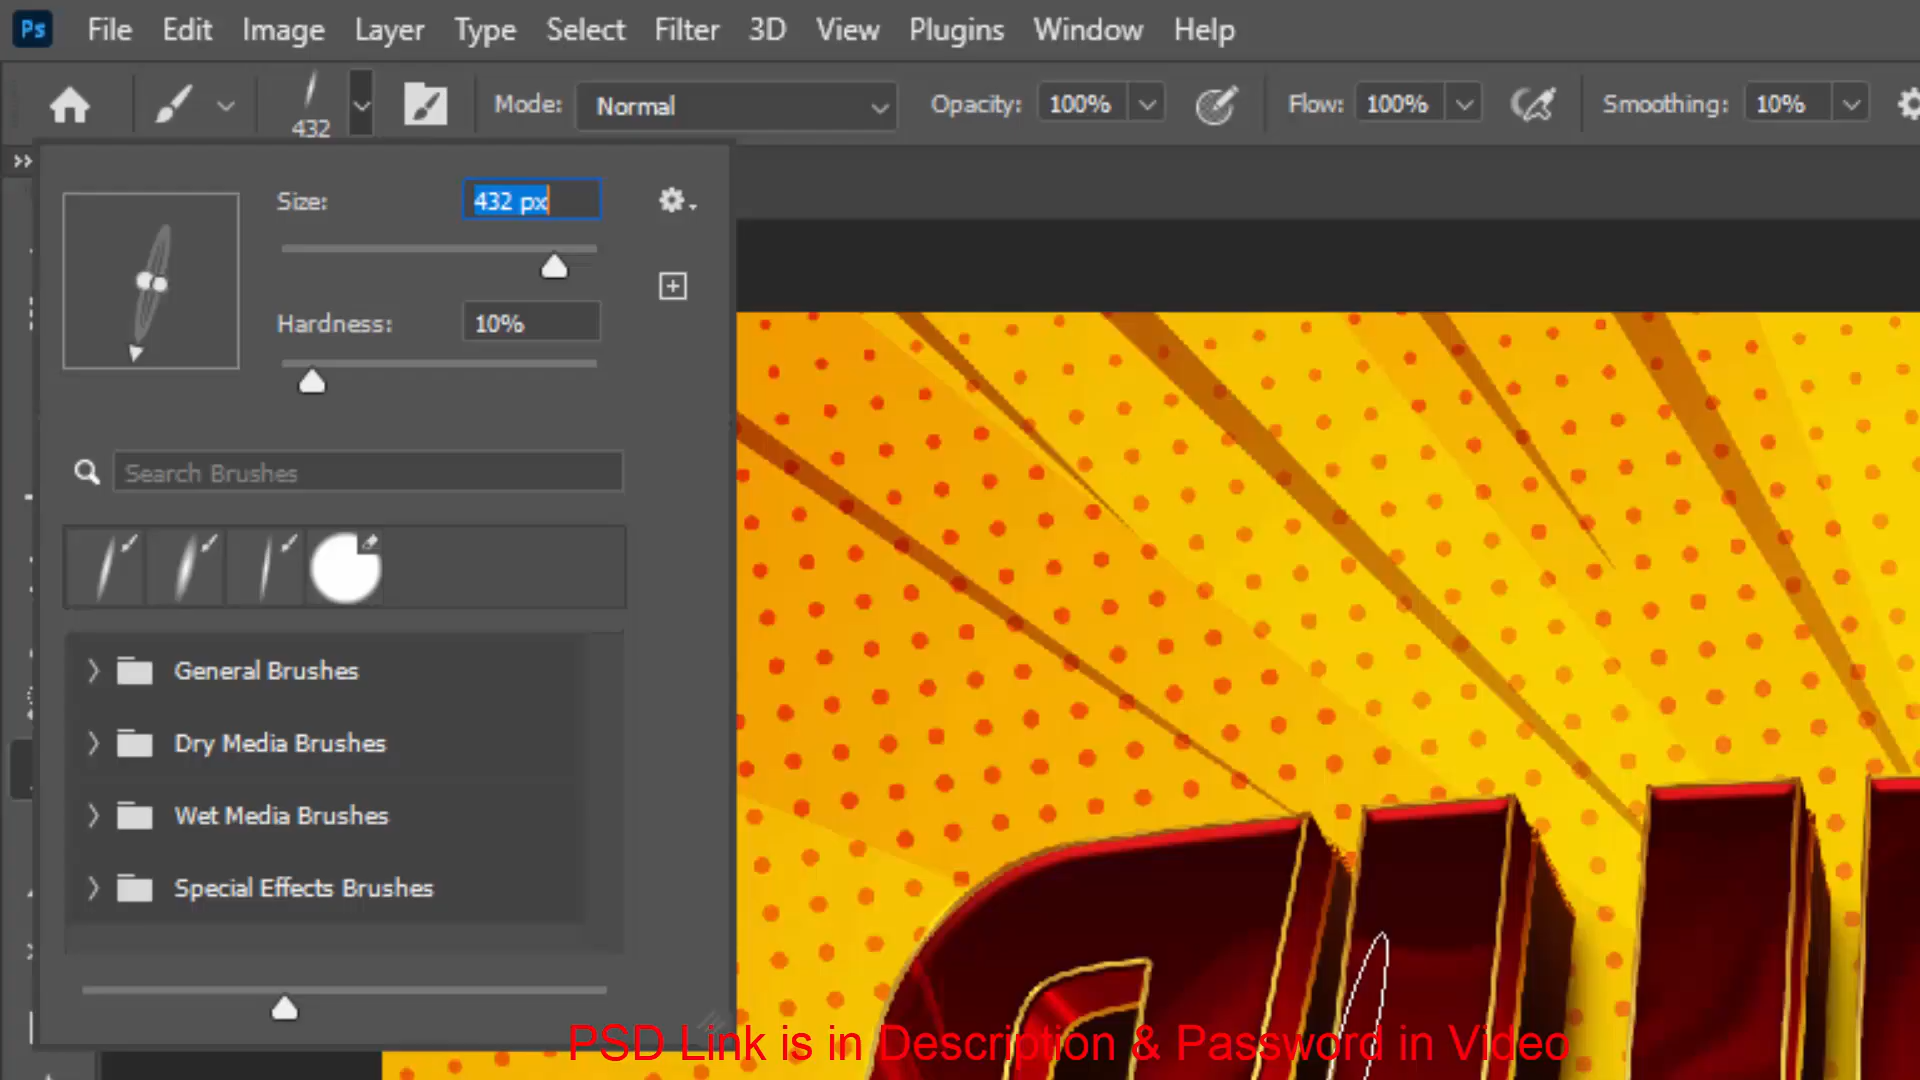 Ps File Edit Image Layer Type Select Filter 3D View Plugins Window Help
432 Mode: Normal Opacity: 100% Flow: 100% Smoothing: 10%
Size: 432 px
Hardness: 10%
Search Brushes
General Brushes
Dry Media Brushes
Wet Media Brushes
Special Effects Brushes
PSD Link is in Description & Password in Video